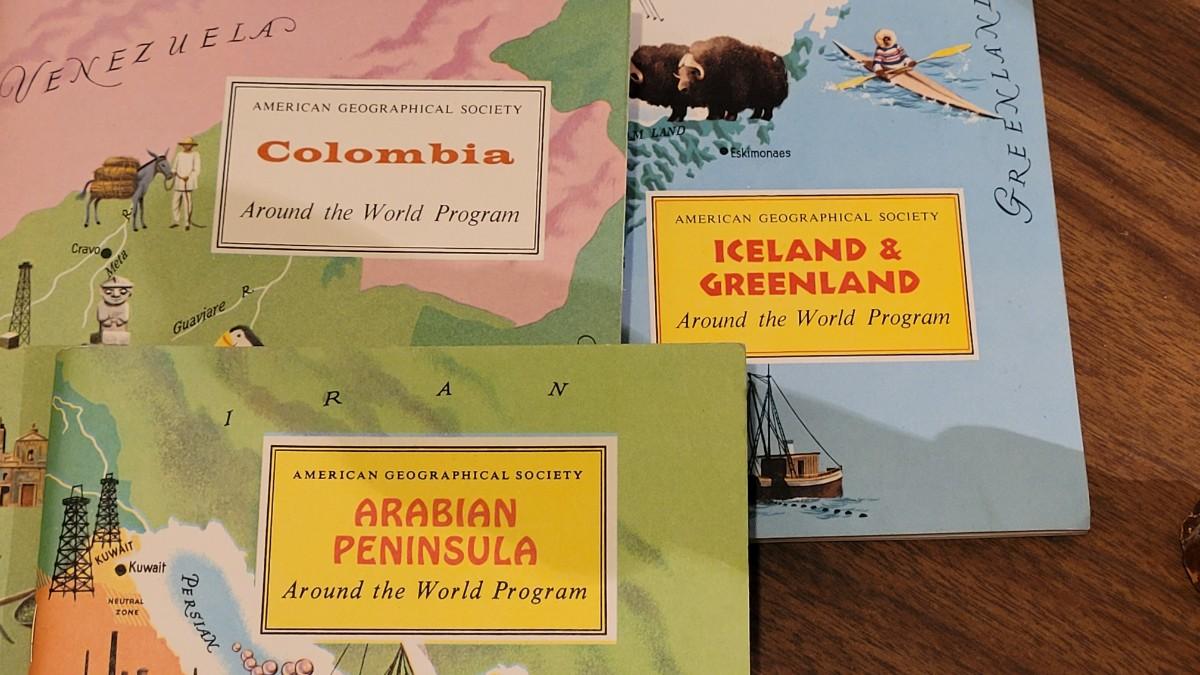 VENEZUELA
AMERICAN GEOGRAPHICAL SOCIETY
Colombia
Around the World Program
R.
Cravo
Meta
Guaviare R.
LAND
Eskimonaes
GREENLAND
AMERICAN GEOGRAPHICAL SOCIETY
ICELAND &
GREENLAND
Around the World Program
IRAN
AMERICAN GEOGRAPHICAL SOCIETY
ARABIAN
PENINSULA
Around the World Program
KUWAIT
Kuwait
NEUTRAL
ZONE
PERSIAN